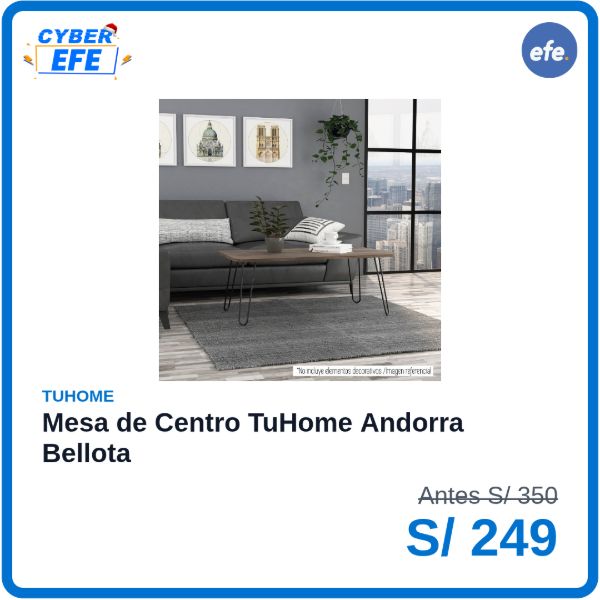 CYBER
EFE
efe.
*No incluye elementos decorativos /Imagen referencial
TUHOME
Mesa de Centro TuHome Andorra
Bellota
Antes S/ 350
S/ 249